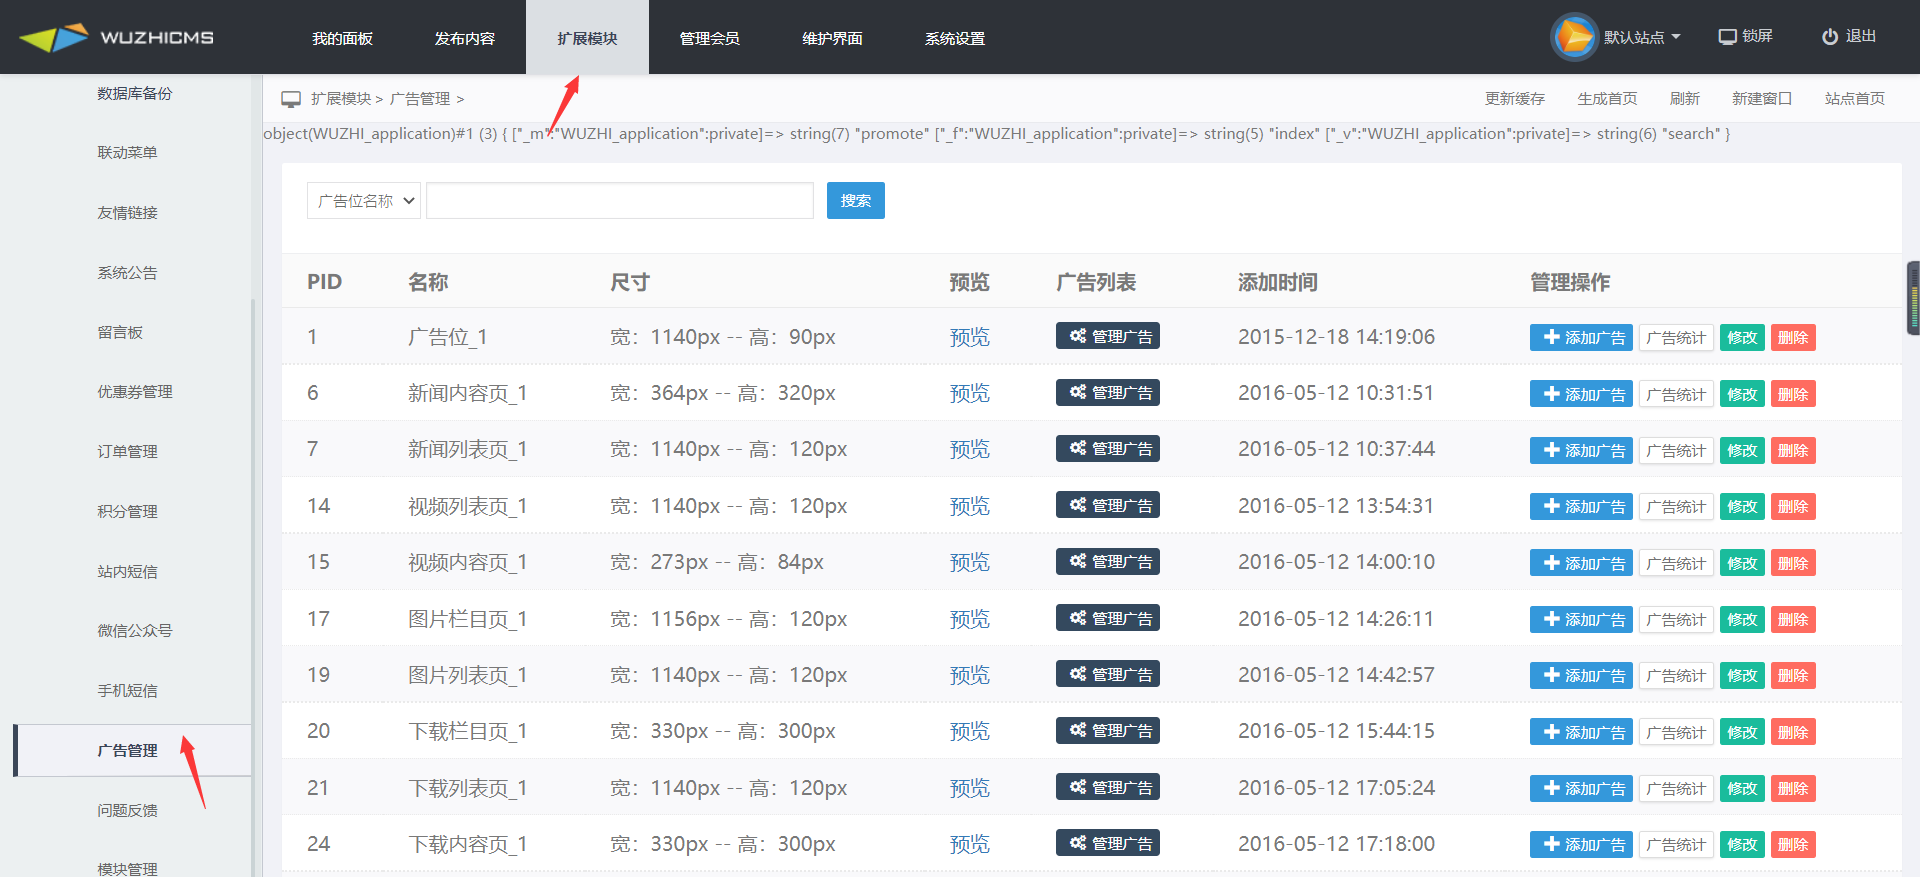 WUZHICMS 我的面板 发布内容 扩展模块 管理会员 维护界面 系统设置 默认站点 锁屏 退出
数据库备份
联动菜单
友情链接
系统公告
留言板
优惠券管理
订单管理
积分管理
站内短信
微信公众号
手机短信
广告管理
问题反馈
模块管理
扩展模块 > 广告管理 > 更新缓存 生成首页 刷新 新建窗口 站点首页
object(WUZHI_application)#1 (3) { ["_m":"WUZHI_application":private]=> string(7) "promote" ["_f":"WUZHI_application":private]=> string(5) "index" ["_v":"WUZHI_application":private]=> string(6) "search" }
广告位名称 搜索
PID 名称 尺寸 预览 广告列表 添加时间 管理操作
1 广告位_1 宽：1140px -- 高：90px 预览 管理广告 2015-12-18 14:19:06 添加广告 广告统计 修改 删除
6 新闻内容页_1 宽：364px -- 高：320px 预览 管理广告 2016-05-12 10:31:51 添加广告 广告统计 修改 删除
7 新闻列表页_1 宽：1140px -- 高：120px 预览 管理广告 2016-05-12 10:37:44 添加广告 广告统计 修改 删除
14 视频列表页_1 宽：1140px -- 高：120px 预览 管理广告 2016-05-12 13:54:31 添加广告 广告统计 修改 删除
15 视频内容页_1 宽：273px -- 高：84px 预览 管理广告 2016-05-12 14:00:10 添加广告 广告统计 修改 删除
17 图片栏目页_1 宽：1156px -- 高：120px 预览 管理广告 2016-05-12 14:26:11 添加广告 广告统计 修改 删除
19 图片列表页_1 宽：1140px -- 高：120px 预览 管理广告 2016-05-12 14:42:57 添加广告 广告统计 修改 删除
20 下载栏目页_1 宽：330px -- 高：300px 预览 管理广告 2016-05-12 15:44:15 添加广告 广告统计 修改 删除
21 下载列表页_1 宽：1140px -- 高：120px 预览 管理广告 2016-05-12 17:05:24 添加广告 广告统计 修改 删除
24 下载内容页_1 宽：330px -- 高：300px 预览 管理广告 2016-05-12 17:18:00 添加广告 广告统计 修改 删除